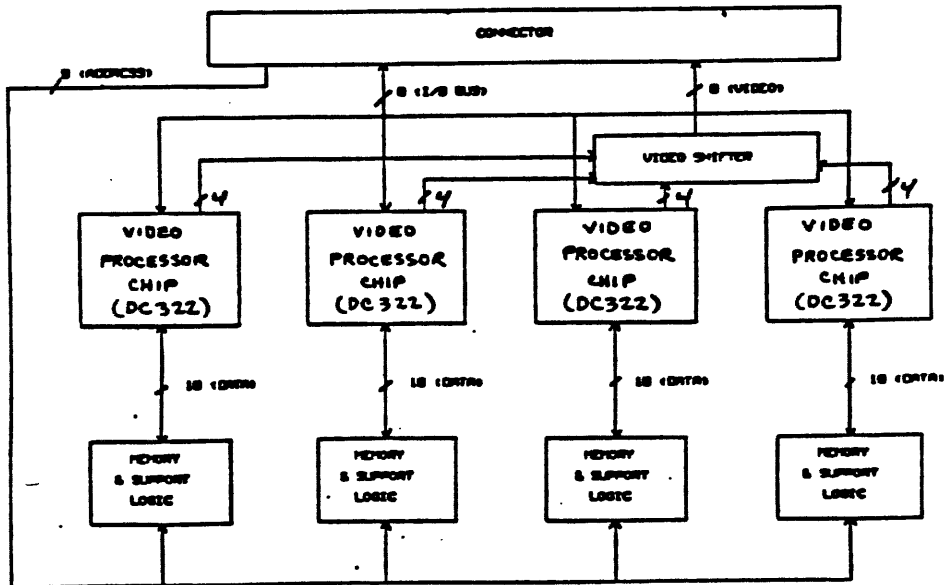 CONNECTOR
8 (ADDRESS)
8 (I/O BUS)
8 (VIDEO)
VIDEO SHIFTER
4
4
4
4
VIDEO
PROCESSOR
CHIP
(DC322)
VIDEO
PROCESSOR
CHIP
(DC322)
VIDEO
PROCESSOR
CHIP
(DC322)
VIDEO
PROCESSOR
CHIP
(DC322)
16 (DATA)
16 (DATA)
16 (DATA)
16 (DATA)
MEMORY
& SUPPORT
LOGIC
MEMORY
& SUPPORT
LOGIC
MEMORY
& SUPPORT
LOGIC
MEMORY
& SUPPORT
LOGIC